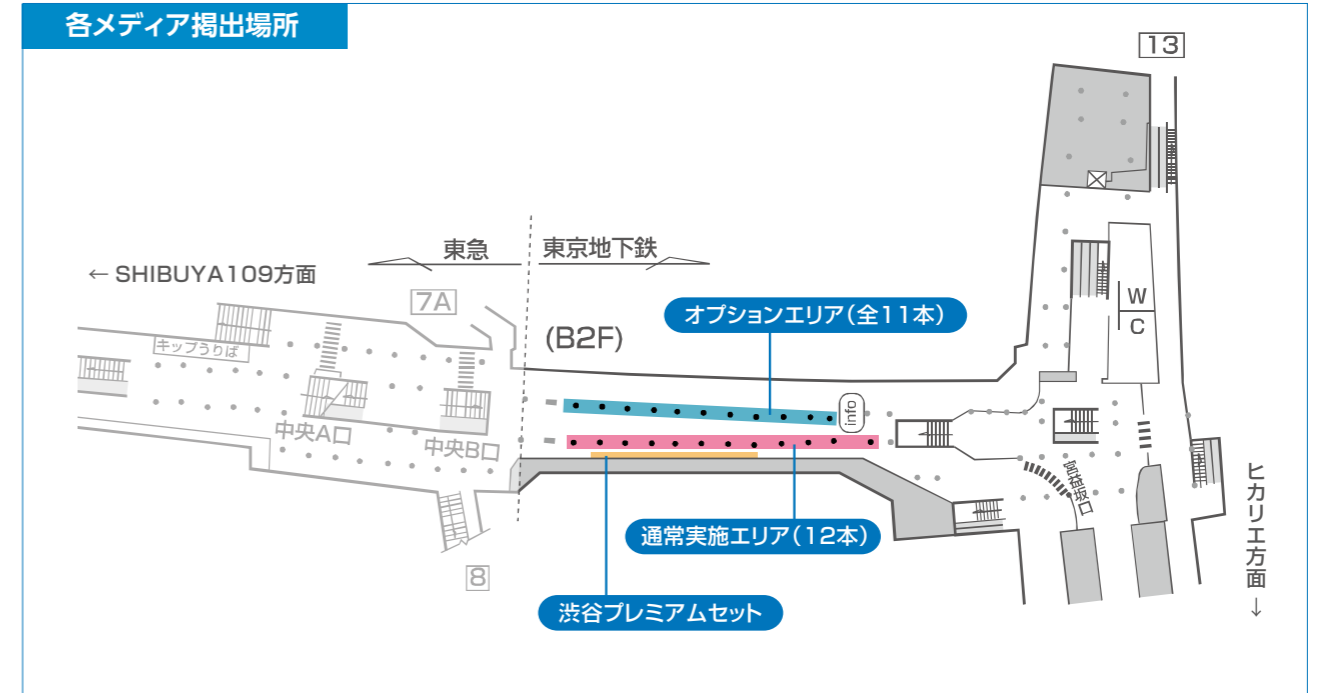 各メディア掲出場所
13
東急
東京地下鉄
← SHIBUYA109方面
7A
オプションエリア(全11本)
(B2F)
キップうりば
W
C
info
中央A口
中央B口
宮益坂口
ヒカリエ方面 →
通常実施エリア(12本)
8
渋谷プレミアムセット